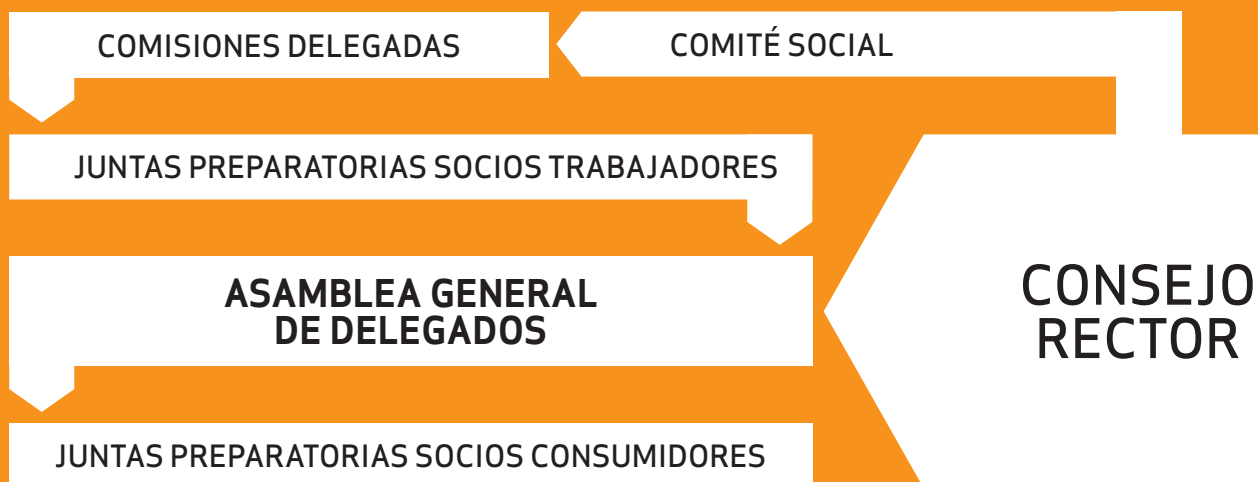 COMISIONES DELEGADAS
COMITÉ SOCIAL
JUNTAS PREPARATORIAS SOCIOS TRABAJADORES
ASAMBLEA GENERAL
DE DELEGADOS
CONSEJO
RECTOR
JUNTAS PREPARATORIAS SOCIOS CONSUMIDORES